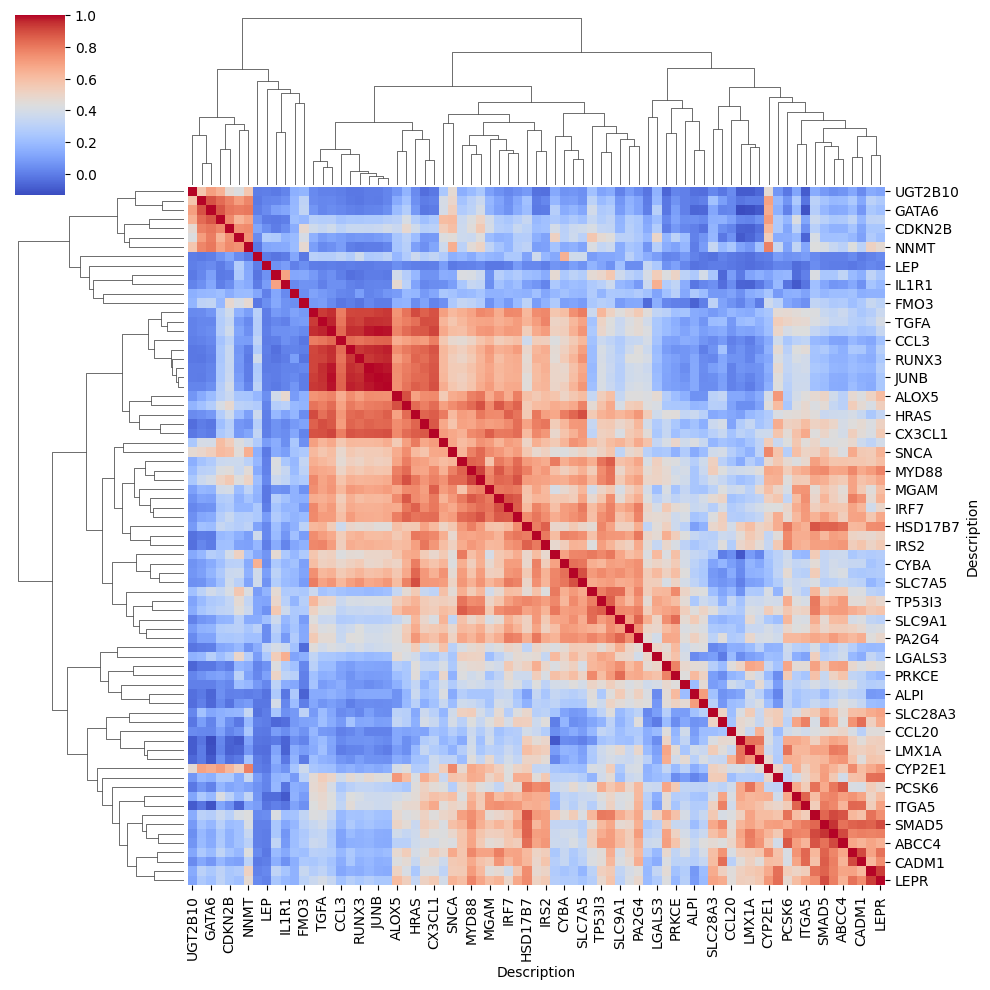 1.0
0.8
0.6
0.4
0.2
0.0
UGT2B10
GATA6
CDKN2B
NNMT
LEP
IL1R1
FMO3
TGFA
CCL3
RUNX3
JUNB
ALOX5
HRAS
CX3CL1
SNCA
MYD88
MGAM
IRF7
HSD17B7
IRS2
CYBA
SLC7A5
TP53I3
SLC9A1
PA2G4
LGALS3
PRKCE
ALPI
SLC28A3
CCL20
LMX1A
CYP2E1
PCSK6
ITGA5
SMAD5
ABCC4
CADM1
LEPR
Description
UGT2B10
GATA6
CDKN2B
NNMT
LEP
IL1R1
FMO3
TGFA
CCL3
RUNX3
JUNB
ALOX5
HRAS
CX3CL1
SNCA
MYD88
MGAM
IRF7
HSD17B7
IRS2
CYBA
SLC7A5
TP53I3
SLC9A1
PA2G4
LGALS3
PRKCE
ALPI
SLC28A3
CCL20
LMX1A
CYP2E1
PCSK6
ITGA5
SMAD5
ABCC4
CADM1
LEPR
Description